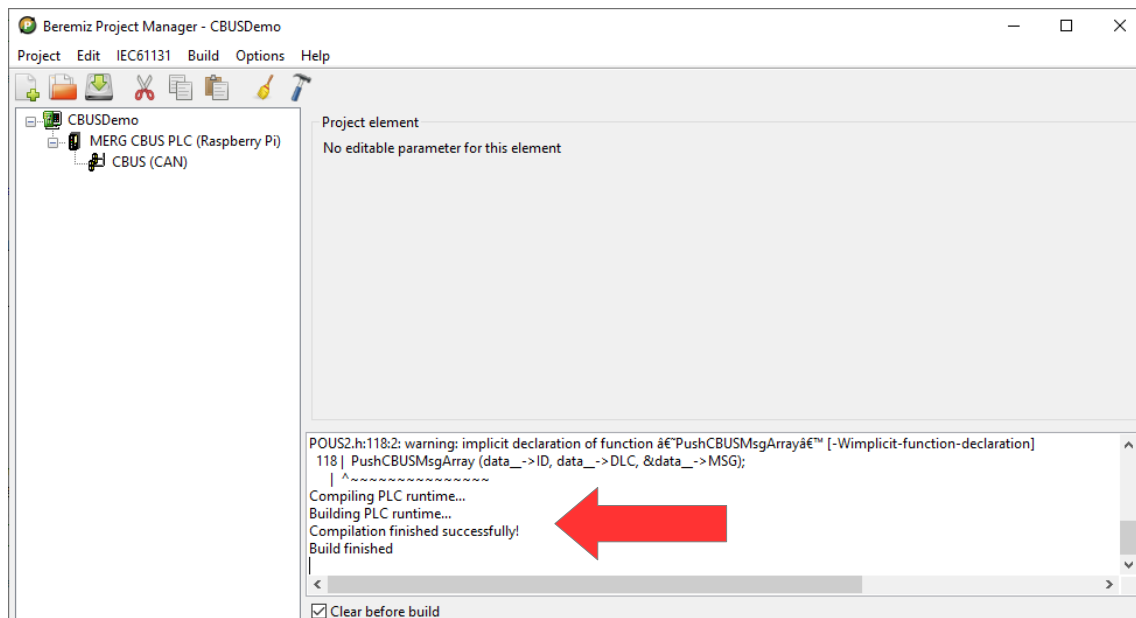 Beremiz Project Manager - CBUSDemo
Project Edit IEC61131 Build Options Help
CBUSDemo
MERG CBUS PLC (Raspberry Pi)
CBUS (CAN)
Project element
No editable parameter for this element
POUS2.h:118:2: warning: implicit declaration of function â€˜PushCBUSMsgArrayâ€™ [-Wimplicit-function-declaration]
118 | PushCBUSMsgArray (data__->ID, data__->DLC, &data__->MSG);
| ^~~~~~~~~~~~~~~~
Compiling PLC runtime...
Building PLC runtime...
Compilation finished successfully!
Build finished
Clear before build